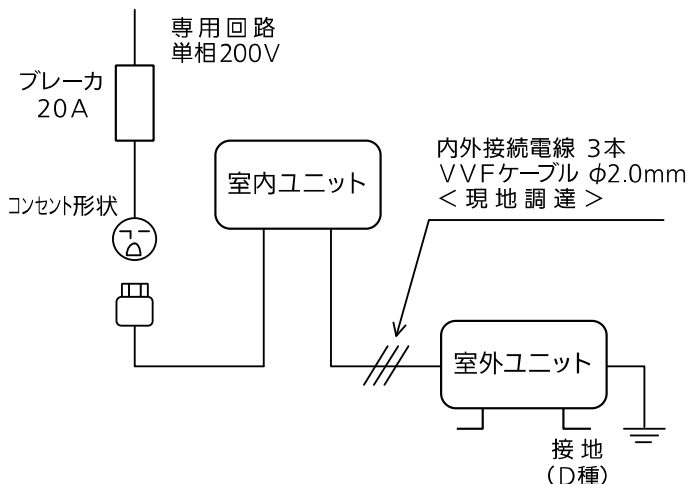 専用回路
単相200V
ブレーカ
20A
コンセント形状
室内ユニット
内外接続電線 3本
VVFケーブル φ2.0mm
<現地調達>
室外ユニット
接地
(D種)